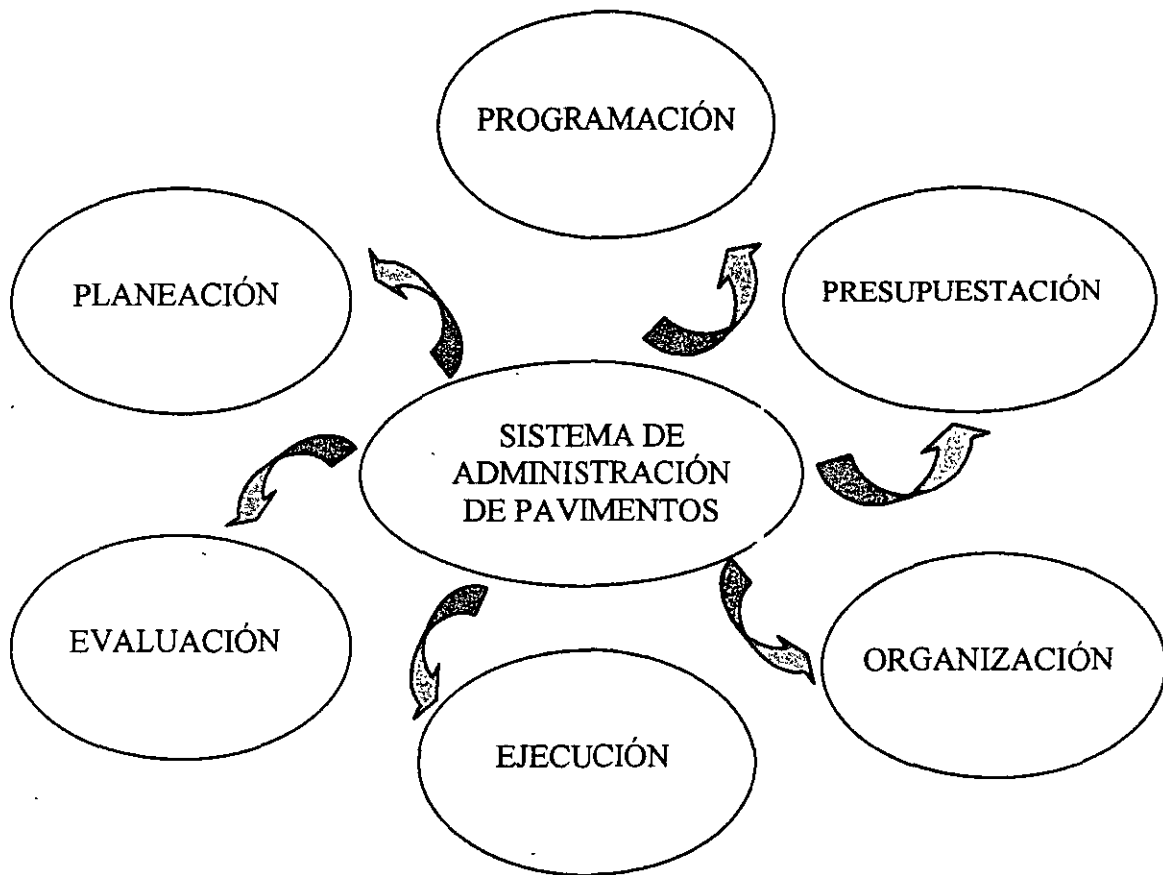 PROGRAMACIÓN
PLANEACIÓN
PRESUPUESTACIÓN
SISTEMA DE
ADMINISTRACIÓN
DE PAVIMENTOS
EVALUACIÓN
ORGANIZACIÓN
EJECUCIÓN